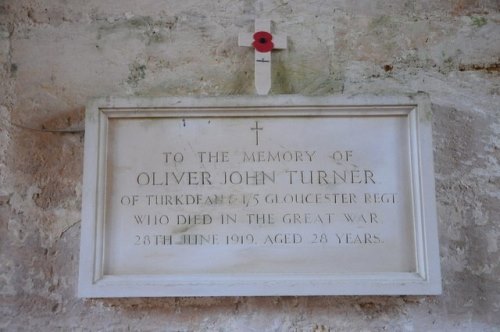 TO THE MEMORY OF
OLIVER JOHN TURNER
OF TURKDEAN & 1/5 GLOUCESTER REGT
WHO DIED IN THE GREAT WAR
28TH JUNE 1919, AGED 28 YEARS.